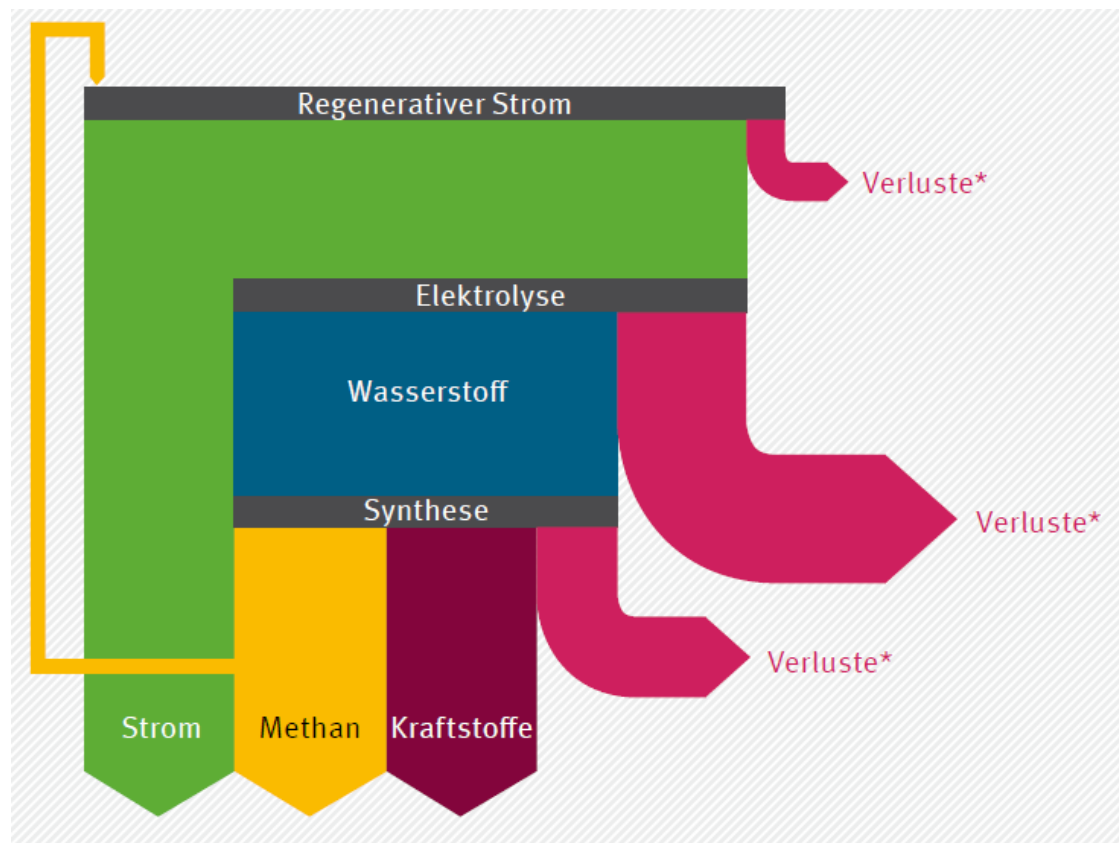 Regenerativer Strom
Verluste*
Elektrolyse
Wasserstoff
Synthese
Verluste*
Verluste*
Strom
Methan
Kraftstoffe